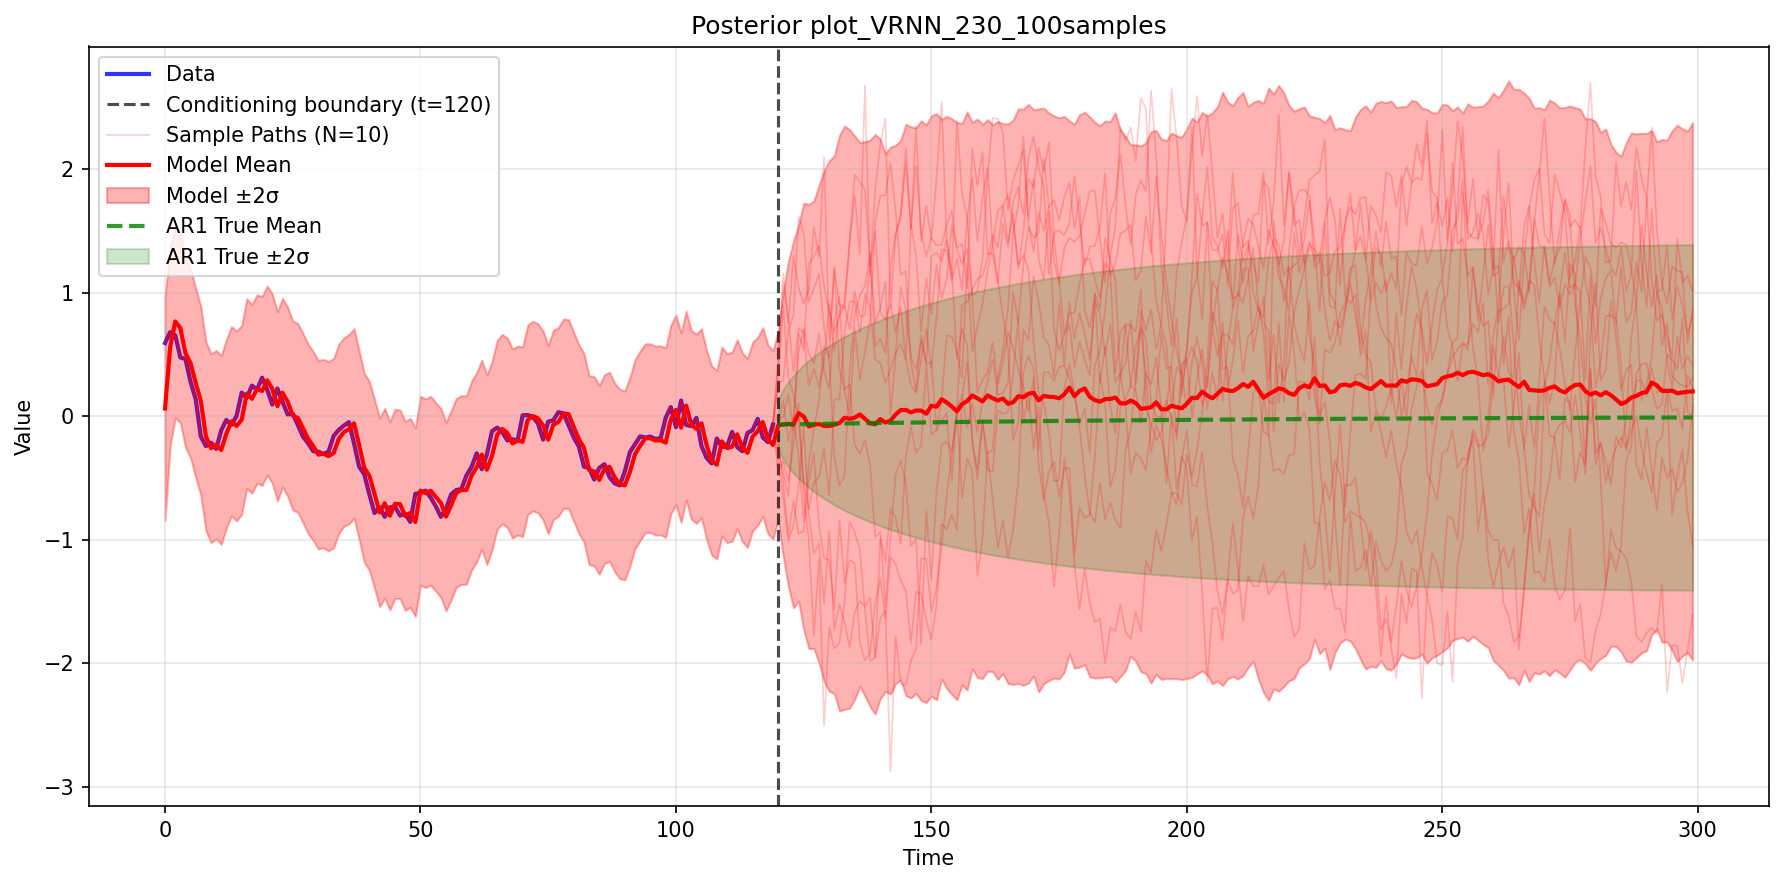 Posterior plot_VRNN_230_100samples
Data
Conditioning boundary (t=120)
Sample Paths (N=10)
Model Mean
Model ±2σ
AR1 True Mean
AR1 True ±2σ
Value
2
1
0
−1
−2
−3
0 50 100 150 200 250 300
Time